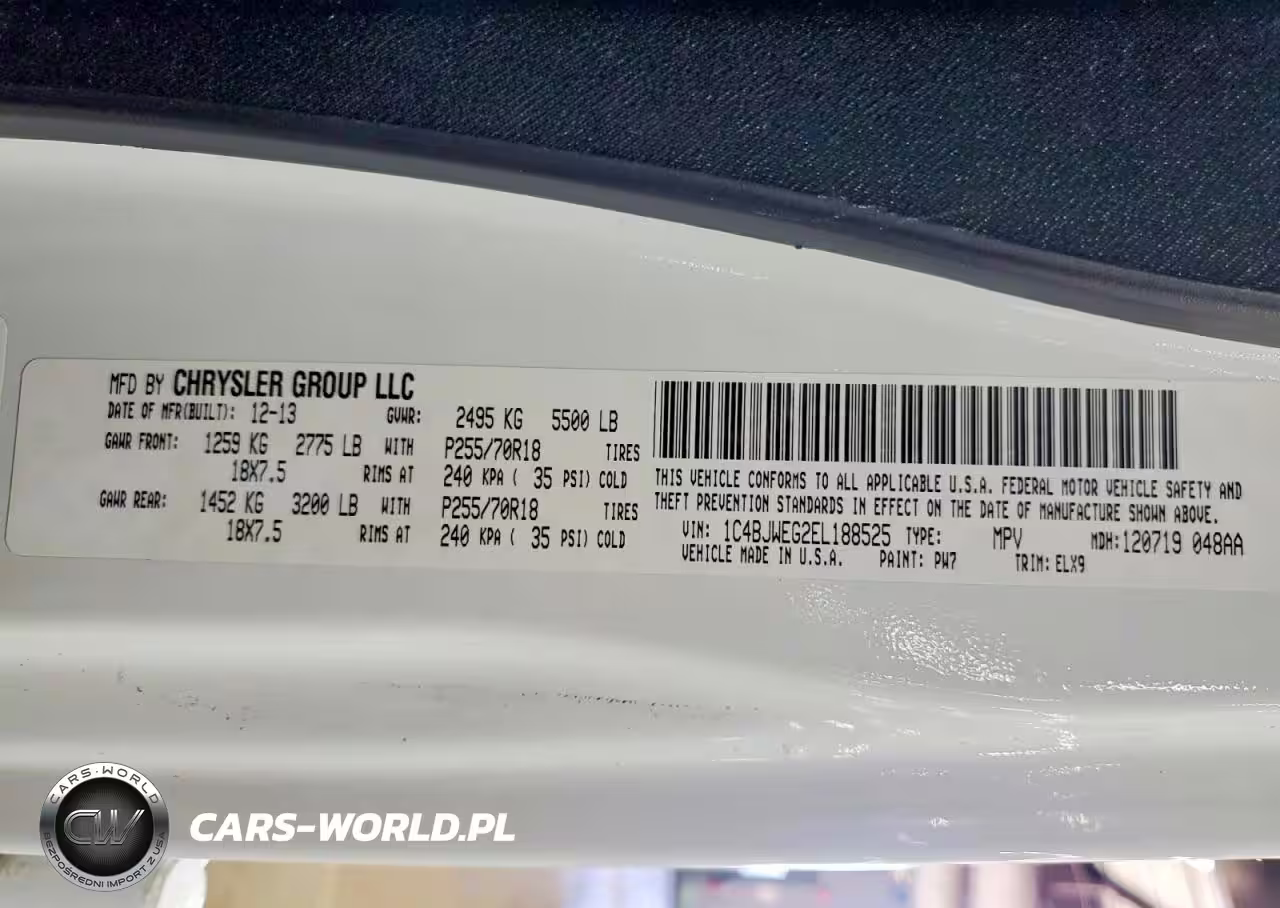 MFD BY CHRYSLER GROUP LLC
DATE OF MFR(BUILT): 12-13 GVWR: 2495 KG 5500 LB
GAWR FRONT: 1259 KG 2775 LB WITH P255/70R18 TIRES
18X7.5 RIMS AT 240 KPA ( 35 PSI) COLD
GAWR REAR: 1452 KG 3200 LB WITH P255/70R18 TIRES
18X7.5 RIMS AT 240 KPA ( 35 PSI) COLD
THIS VEHICLE CONFORMS TO ALL APPLICABLE U.S.A. FEDERAL MOTOR VEHICLE SAFETY AND
THEFT PREVENTION STANDARDS IN EFFECT ON THE DATE OF MANUFACTURE SHOWN ABOVE.
VIN: 1C4BJWEG2EL188525 TYPE: MPV MDH:120719 048AA
VEHICLE MADE IN U.S.A. PAINT: PW7 TRIM: ELX9
CARS-WORLD
CW
BEZPOŚREDNI IMPORT Z USA
CARS-WORLD.PL